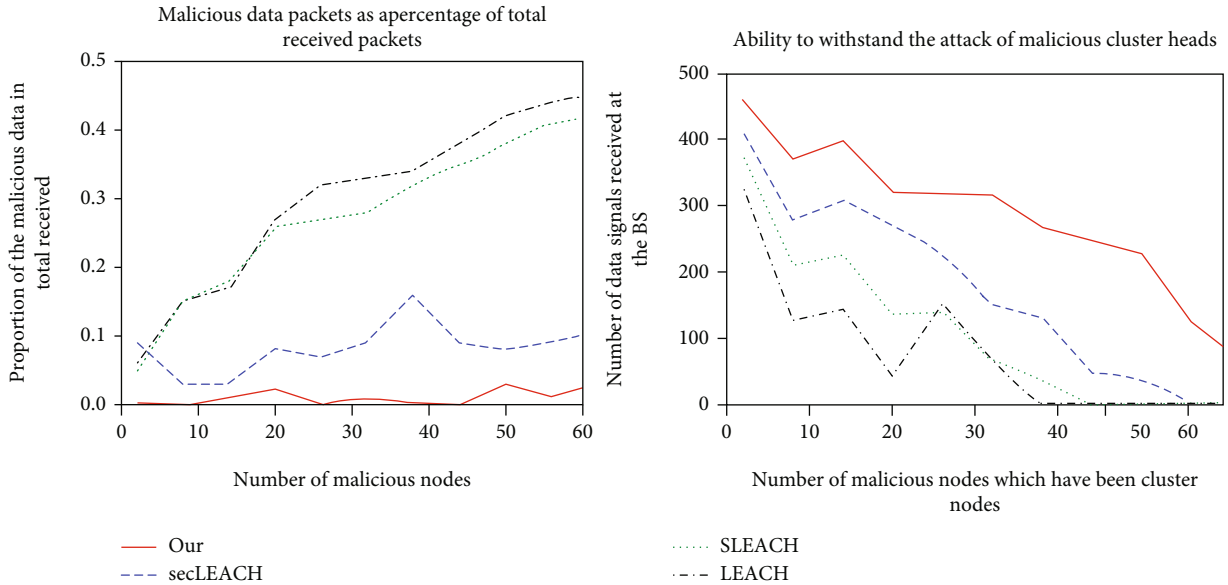 Malicious data packets as apercentage of total
received packets
Proportion of the malicious data in
total received
0.5
0.4
0.3
0.2
0.1
0.0
0 10 20 30 40 50 60
Number of malicious nodes
Ability to withstand the attack of malicious cluster heads
Number of data signals received at
the BS
500
400
300
200
100
0
0 10 20 30 40 50 60
Number of malicious nodes which have been cluster
nodes
Our
secLEACH
SLEACH
LEACH